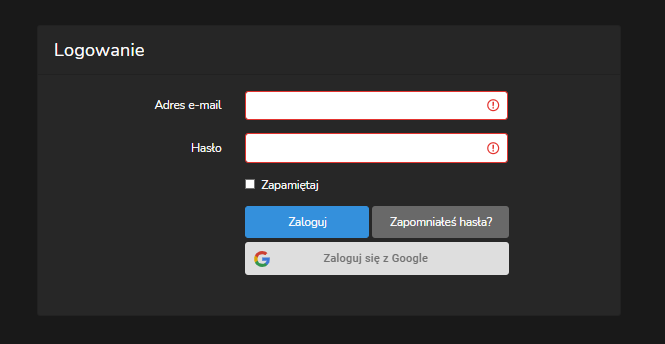 Logowanie
Adres e-mail
Hasło
Zapamiętaj
Zaloguj
Zapomniałeś hasła?
Zaloguj się z Google